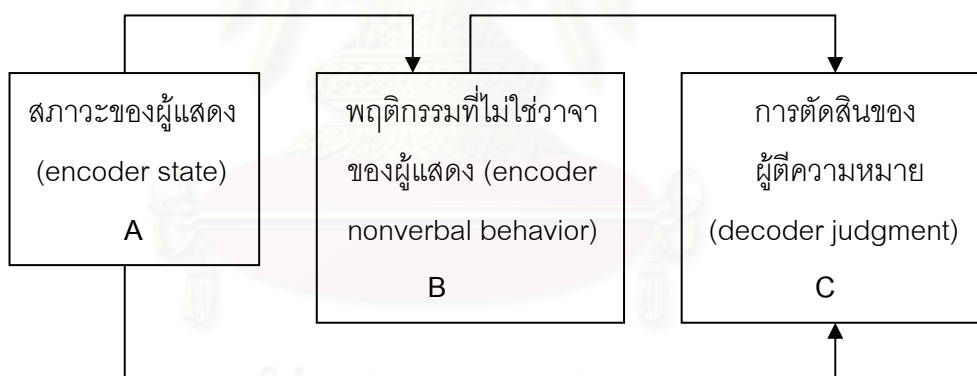 สภาวะของผู้แสดง
(encoder state)
A
พฤติกรรมที่ไม่ใช่วาจา
ของผู้แสดง (encoder
nonverbal behavior)
B
การตัดสินของ
ผู้ตีความหมาย
(decoder judgment)
C